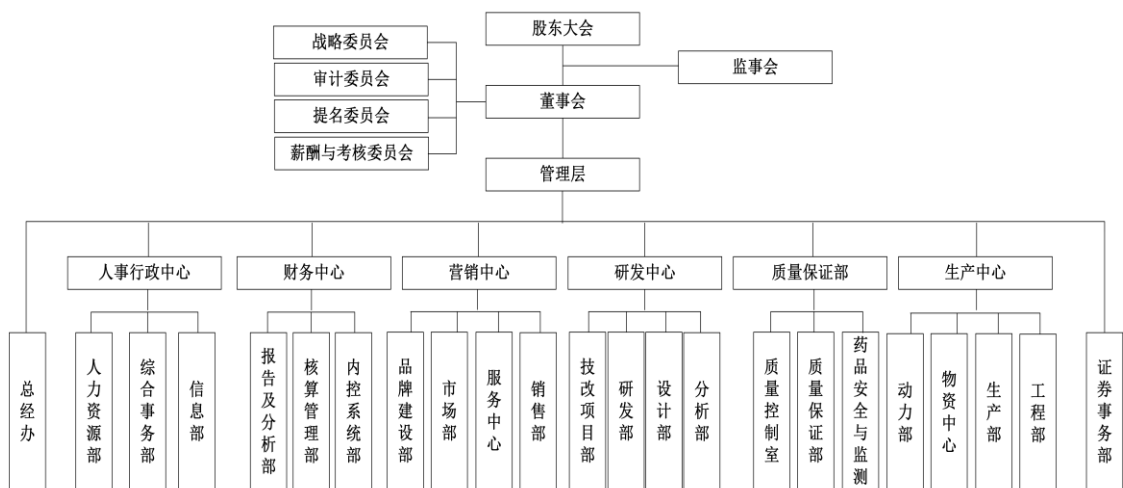 股东大会
战略委员会
监事会
审计委员会
董事会
提名委员会
薪酬与考核委员会
管理层
人事行政中心
财务中心
营销中心
研发中心
质量保证部
生产中心
总经办
人力资源部
综合事务部
信息部
报告及分析部
核算管理部
内控系统部
品牌建设部
市场部
服务中心
销售部
技改项目部
研发部
设计部
分析部
质量控制室
质量保证部
药品安全与监测
动力部
物资中心
生产部
工程部
证券事务部